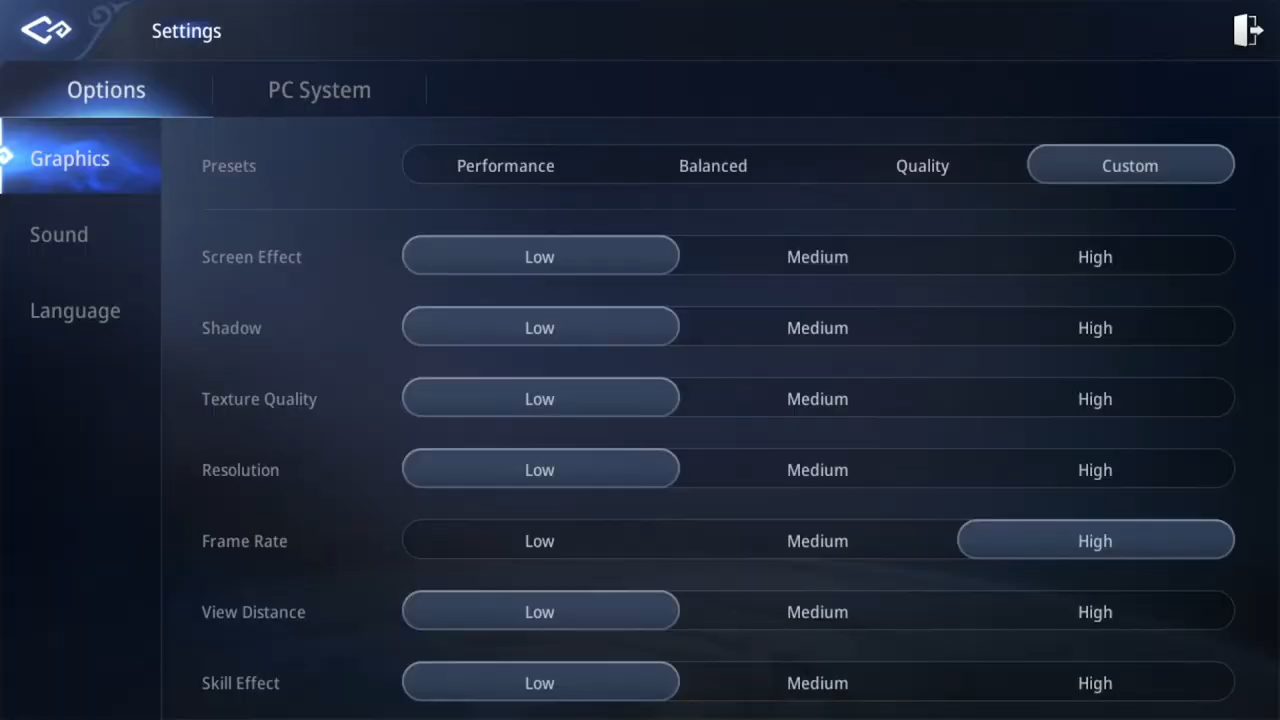 Settings
Options PC System
Graphics
Sound
Language
Presets Performance Balanced Quality Custom
Screen Effect Low Medium High
Shadow Low Medium High
Texture Quality Low Medium High
Resolution Low Medium High
Frame Rate Low Medium High
View Distance Low Medium High
Skill Effect Low Medium High